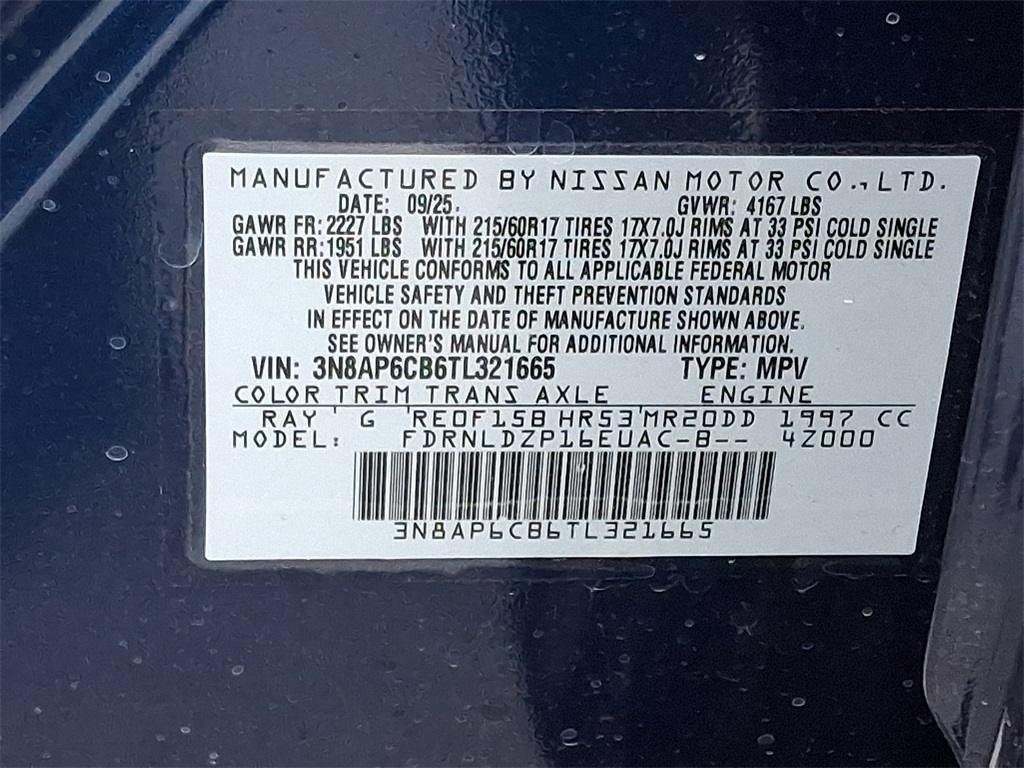 MANUFACTURED BY NISSAN MOTOR CO., LTD.
DATE: 09/25. GVWR: 4167 LBS
GAWR FR: 2227 LBS WITH 215/60R17 TIRES 17X7.0J RIMS AT 33 PSI COLD SINGLE
GAWR RR: 1951 LBS WITH 215/60R17 TIRES 17X7.0J RIMS AT 33 PSI COLD SINGLE
THIS VEHICLE CONFORMS TO ALL APPLICABLE FEDERAL MOTOR
VEHICLE SAFETY AND THEFT PREVENTION STANDARDS
IN EFFECT ON THE DATE OF MANUFACTURE SHOWN ABOVE.
SEE OWNER'S MANUAL FOR ADDITIONAL INFORMATION.
VIN: 3N8AP6CB6TL321665 TYPE: MPV
COLOR TRIM TRANS AXLE ENGINE
RAY ' G 'RE0F15B HR53'MR20DD 1997 CC
MODEL: FDRNLDZP16EUAC-B-- 4Z000
3N8AP6CB6TL321665